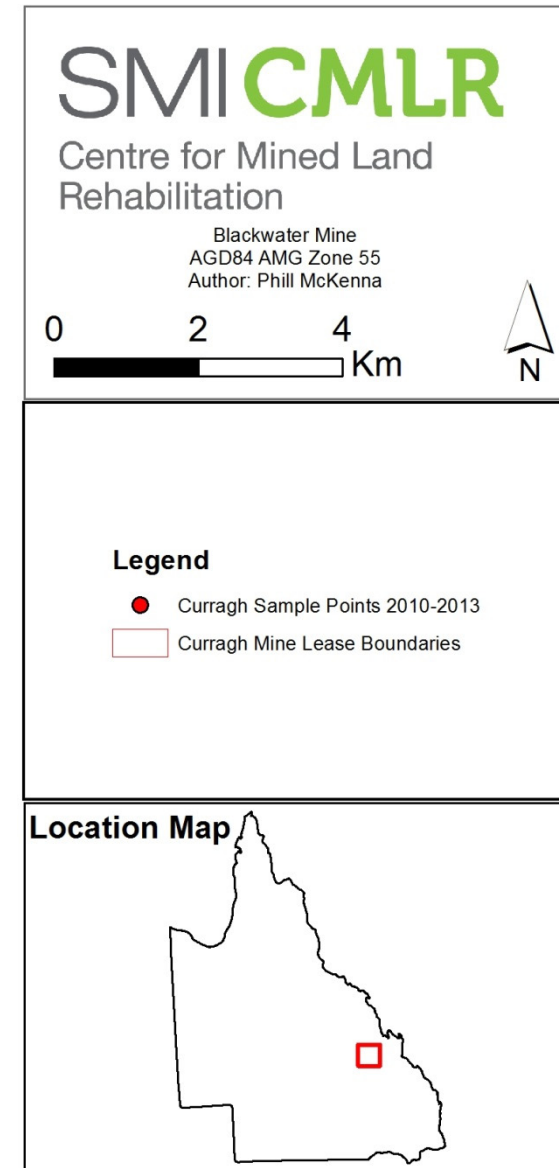 SMICMLR
Centre for Mined Land
Rehabilitation
Blackwater Mine
AGD84 AMG Zone 55
Author: Phill McKenna
0 2 4
Km
N
Legend
Curragh Sample Points 2010-2013
Curragh Mine Lease Boundaries
Location Map